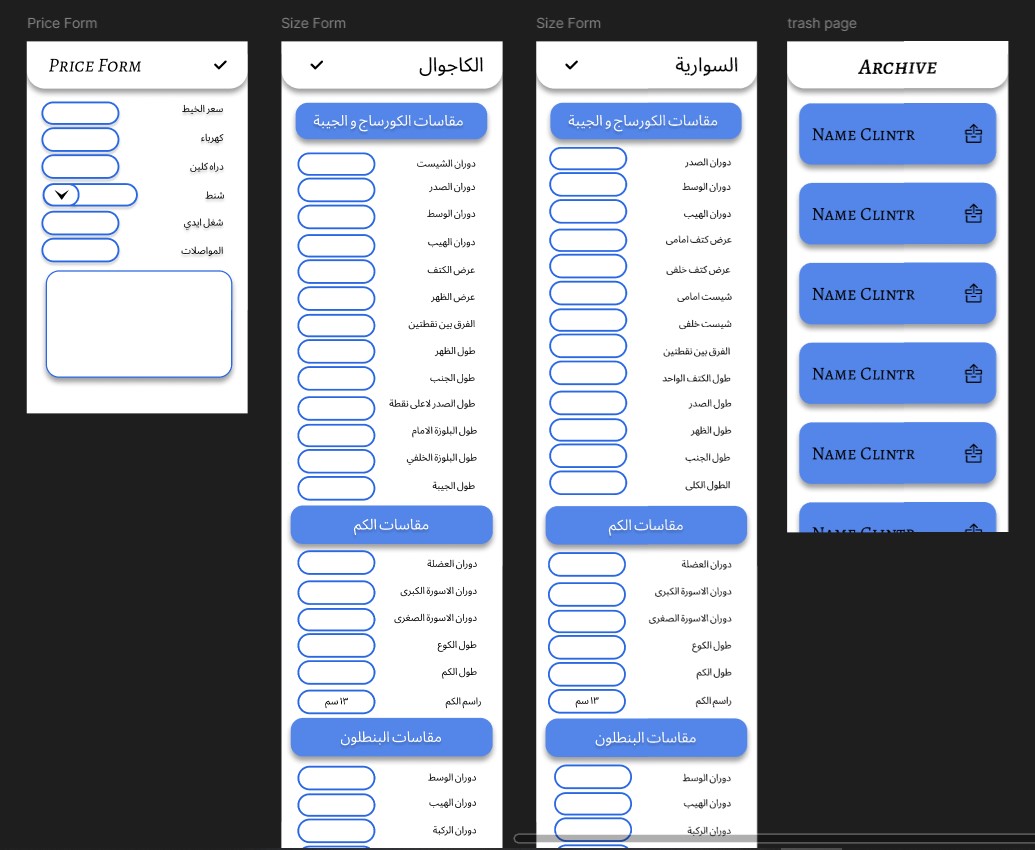 Price Form
Price Form
سعر الخيط
كهرباء
دراه كلين
شنط
شغل ايدي
المواصلات
Size Form
الكاجوال
مقاسات الكورساج و الجيبة
دوران الشيست
دوران الصدر
دوران الوسط
دوران الهيب
عرض الكتف
عرض الظهر
الفرق بين نقطتين
طول الظهر
طول الجنب
طول الصدر لاعلى نقطة
طول البلوزة الامام
طول البلوزة الخلفي
طول الجيبة
مقاسات الكم
دوران العضلة
دوران الاسورة الكبرى
دوران الاسورة الصغرى
طول الكوع
طول الكم
راسم الكم
١٣ سم
مقاسات البنطلون
دوران الوسط
دوران الهيب
دوران الركبة
Size Form
السوارية
مقاسات الكورساج و الجيبة
دوران الصدر
دوران الوسط
دوران الهيب
عرض كتف امامى
عرض كتف خلفى
شيست امامى
شيست خلفى
الفرق بين نقطتين
طول الكتف الواحد
طول الصدر
طول الظهر
طول الجنب
الطول الكلى
مقاسات الكم
دوران العضلة
دوران الاسورة الكبرى
دوران الاسورة الصغرى
طول الكوع
طول الكم
راسم الكم
١٣ سم
مقاسات البنطلون
دوران الوسط
دوران الهيب
دوران الركبة
trash page
Archive
Name Clintr
Name Clintr
Name Clintr
Name Clintr
Name Clintr
Name Clintr